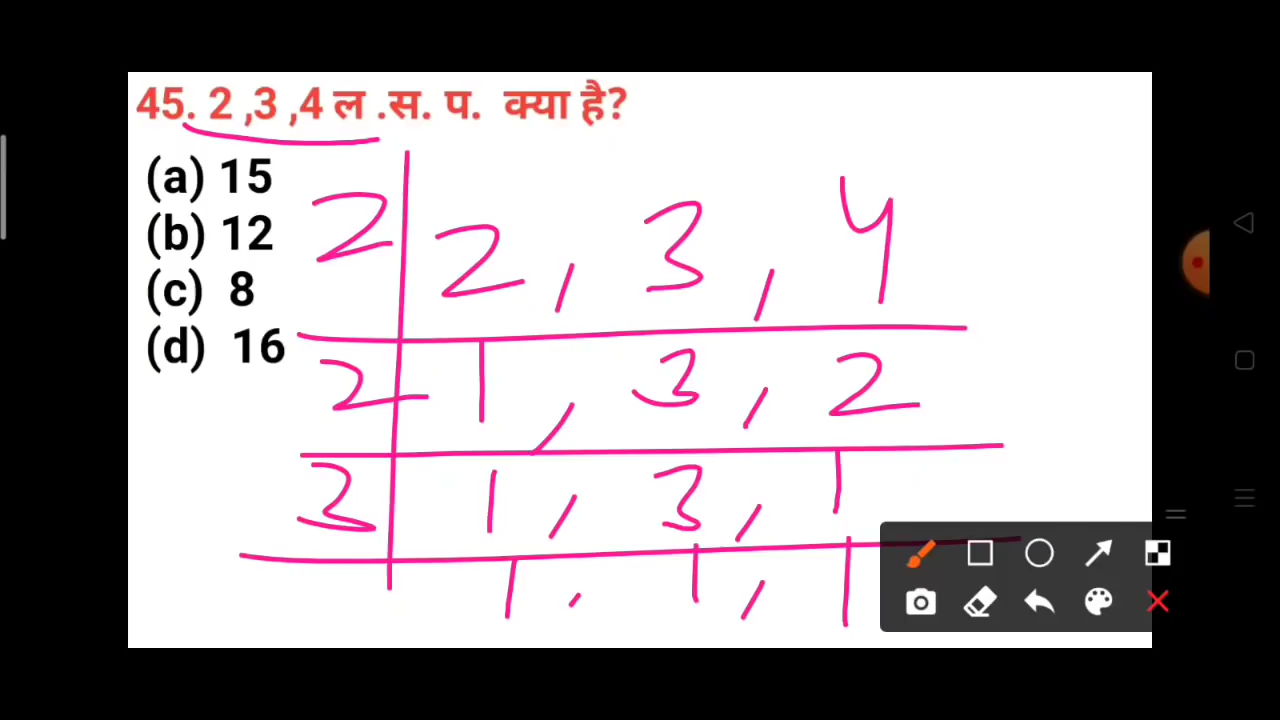 45. 2 ,3 ,4 ल .स. प. क्या है?
(a) 15
(b) 12
(c) 8
(d) 16
2 2 , 3 , 4
2 1 , 3 , 2
3 1 , 3 , 1
1 , 1 , 1